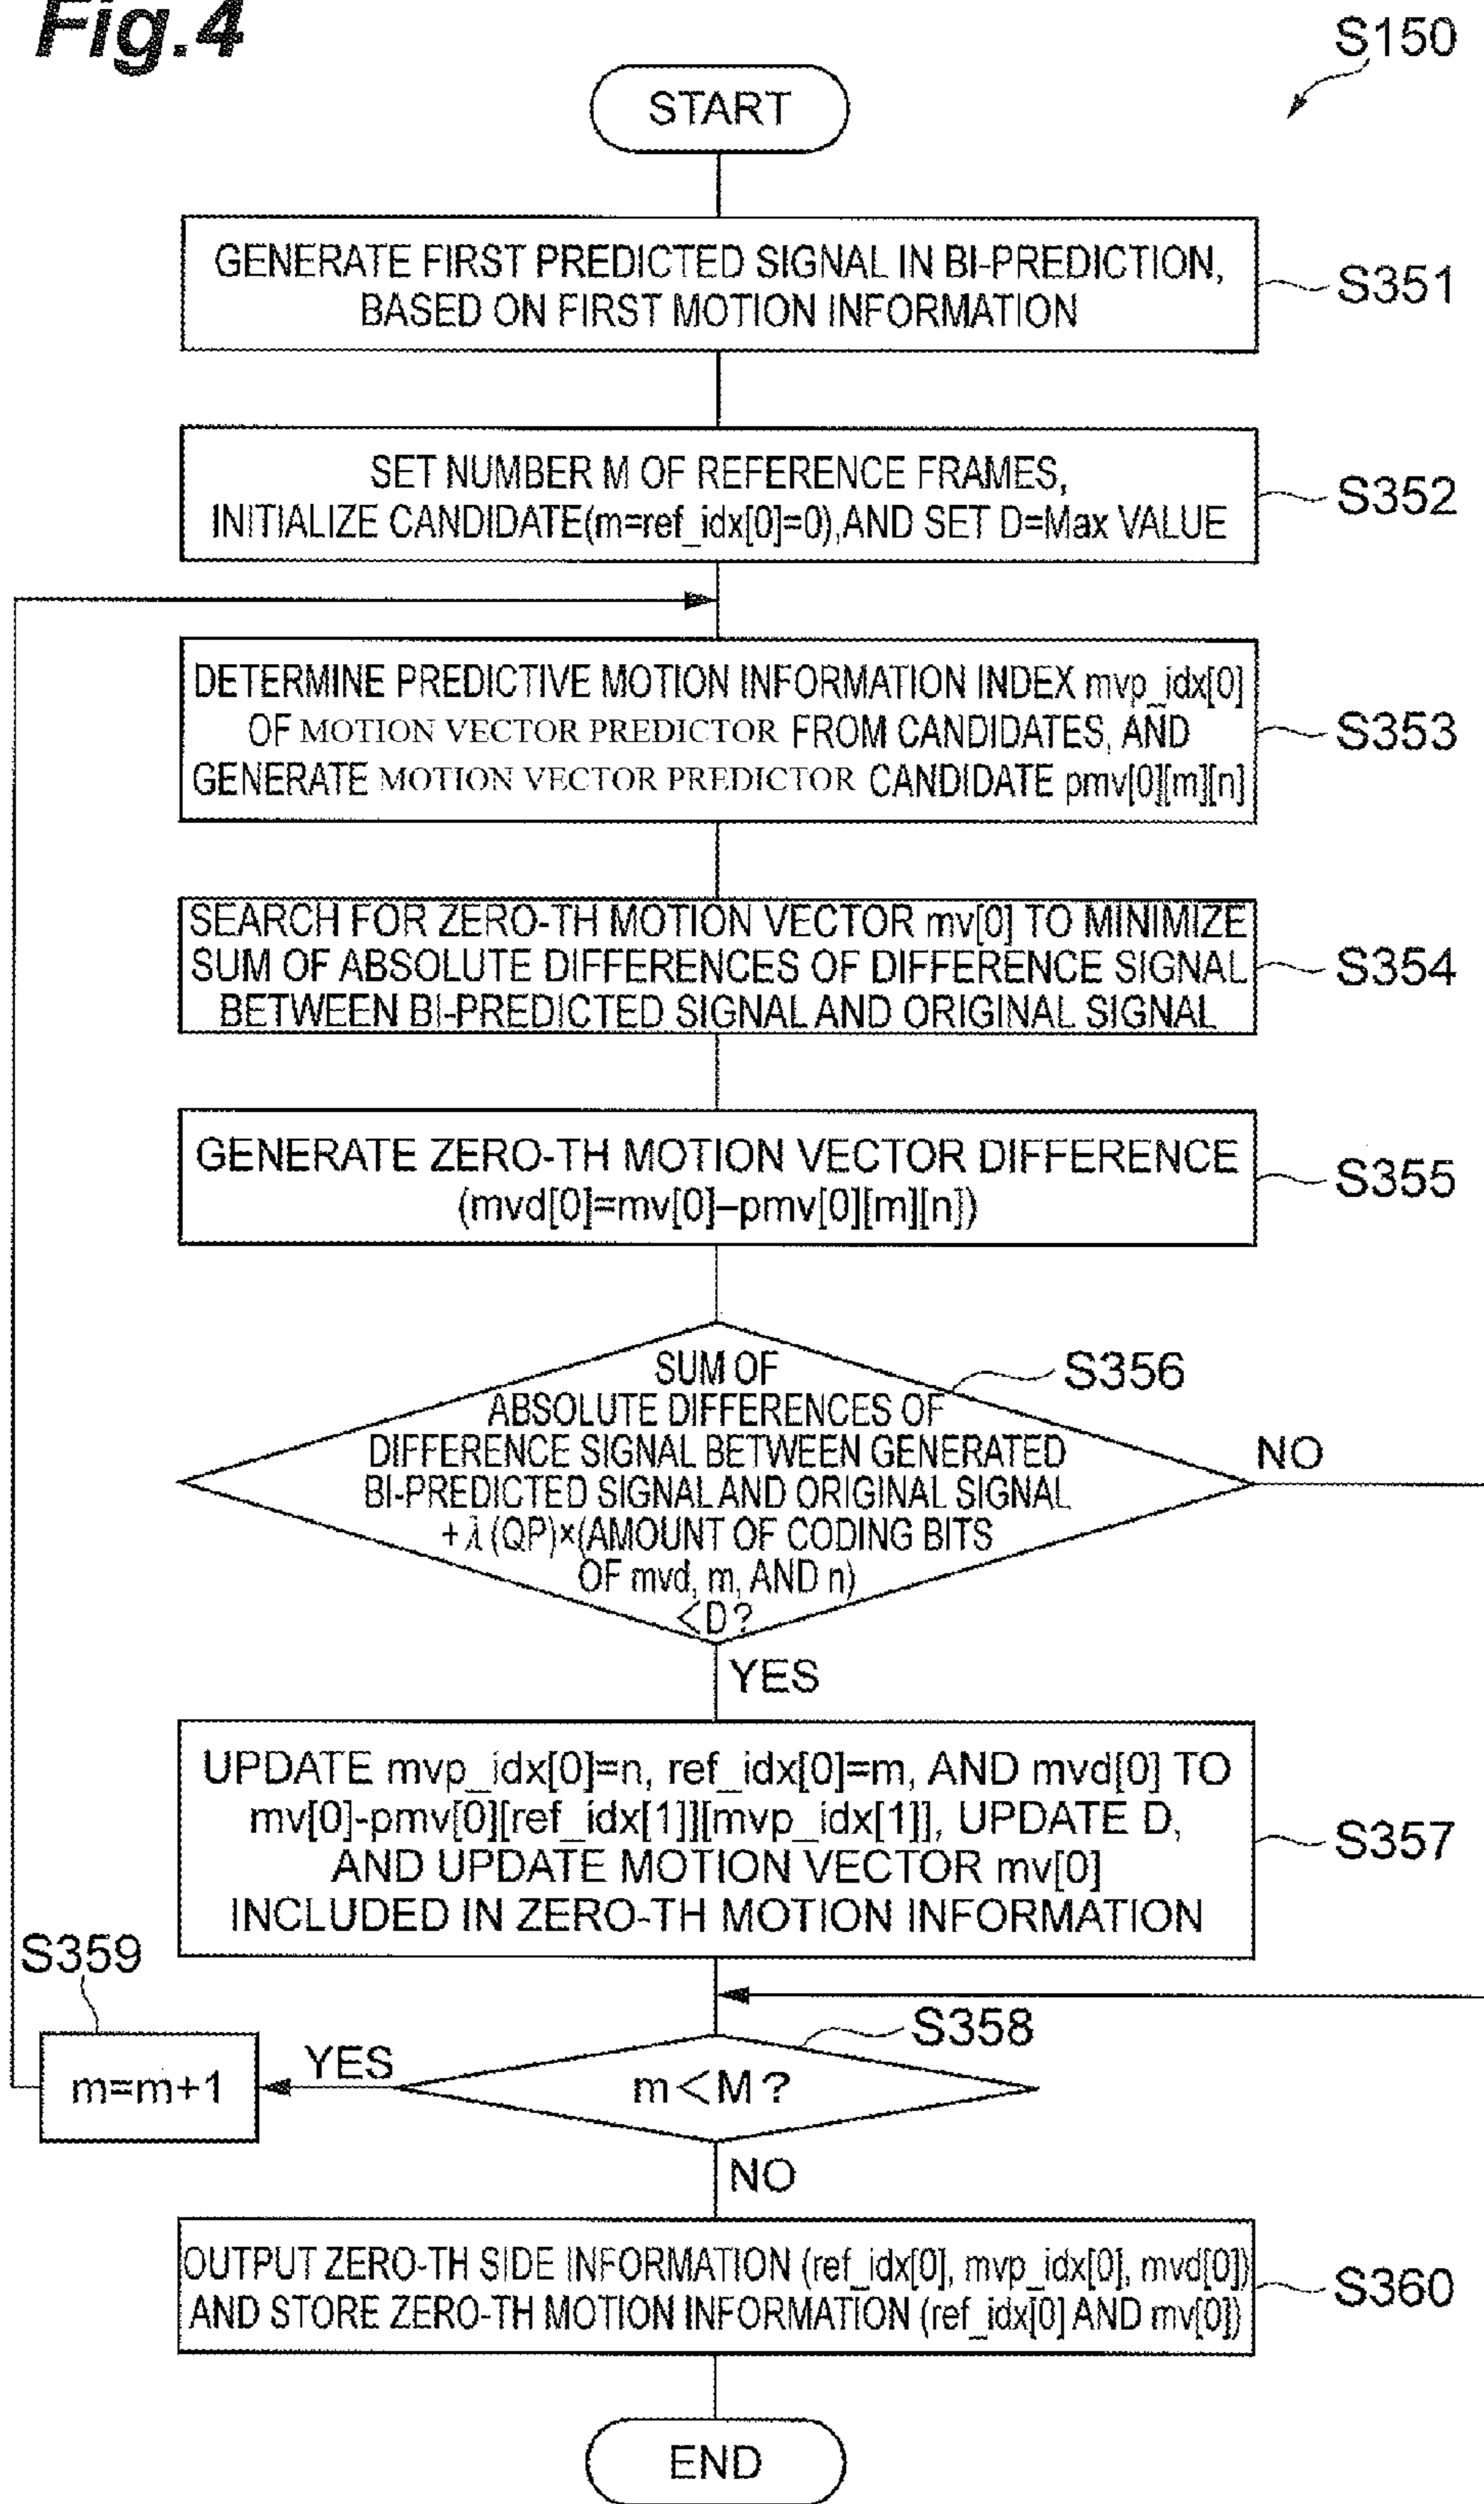 Fig.4
S150
START
GENERATE FIRST PREDICTED SIGNAL IN BI-PREDICTION,
BASED ON FIRST MOTION INFORMATION
S351
SET NUMBER M OF REFERENCE FRAMES,
INITIALIZE CANDIDATE(m=ref_idx[0]=0),AND SET D=Max VALUE
S352
DETERMINE PREDICTIVE MOTION INFORMATION INDEX mvp_idx[0]
OF MOTION VECTOR PREDICTOR FROM CANDIDATES, AND
GENERATE MOTION VECTOR PREDICTOR CANDIDATE pmv[0][m][n]
S353
SEARCH FOR ZERO-TH MOTION VECTOR mv[0] TO MINIMIZE
SUM OF ABSOLUTE DIFFERENCES OF DIFFERENCE SIGNAL
BETWEEN BI-PREDICTED SIGNAL AND ORIGINAL SIGNAL
S354
GENERATE ZERO-TH MOTION VECTOR DIFFERENCE
(mvd[0]=mv[0]–pmv[0][m][n])
S355
SUM OF
ABSOLUTE DIFFERENCES OF
DIFFERENCE SIGNAL BETWEEN GENERATED
BI-PREDICTED SIGNAL AND ORIGINAL SIGNAL
+λ(QP)×(AMOUNT OF CODING BITS
OF mvd, m, AND n)
<D?
S356
NO
YES
UPDATE mvp_idx[0]=n, ref_idx[0]=m, AND mvd[0] TO
mv[0]-pmv[0][ref_idx[1]][mvp_idx[1]], UPDATE D,
AND UPDATE MOTION VECTOR mv[0]
INCLUDED IN ZERO-TH MOTION INFORMATION
S357
S359
S358
m=m+1
YES
m<M?
NO
OUTPUT ZERO-TH SIDE INFORMATION (ref_idx[0], mvp_idx[0], mvd[0])
AND STORE ZERO-TH MOTION INFORMATION (ref_idx[0] AND mv[0])
S360
END